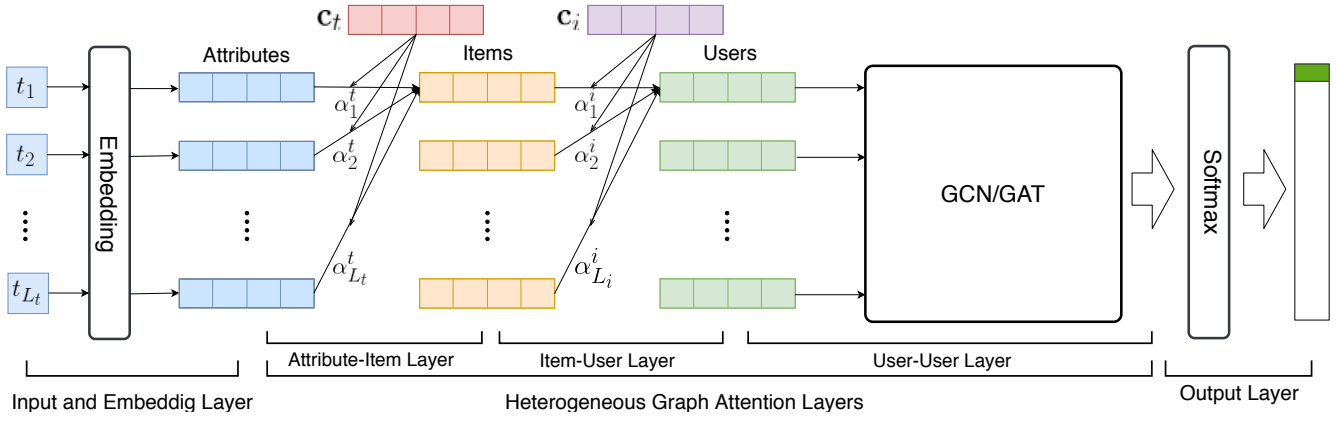 c_t
c_i
Attributes
Items
Users
t_1
t_2
t_{L_t}
Embedding
α_1^t
α_2^t
α_{L_t}^t
α_1^i
α_2^i
α_{L_i}^i
GCN/GAT
Softmax
Attribute-Item Layer
Item-User Layer
User-User Layer
Input and Embeddig Layer
Heterogeneous Graph Attention Layers
Output Layer